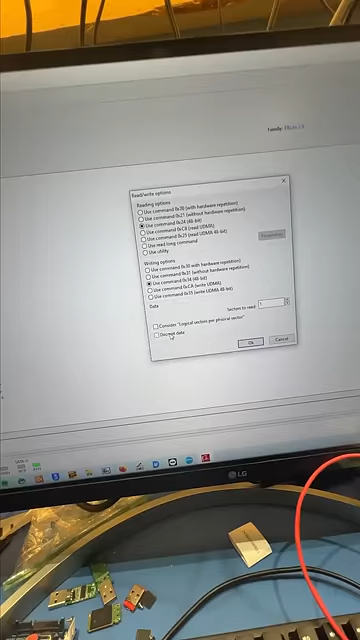 Family:
Read/write options
Reading options
Use command 0x20 (with hardware repetition)
Use command 0x21 (without hardware repetition)
Use command 0x24 (48-bit)
Use command 0xC8 (read UDMA)
Use command 0x25 (read UDMA 48-bit)
Use read long command
Use utility
Writing options
Use command 0x30 with hardware repetition)
Use command 0x31 (without hardware repetition)
Use command 0x34 (48-bit)
Use command 0xCA (write UDMA)
Use command 0x35 (write UDMA 48-bit)
Data
Sectors to read: 1
Consider "Logical sectors per physical sector"
Decrypt data
Ok
Cancel
LG